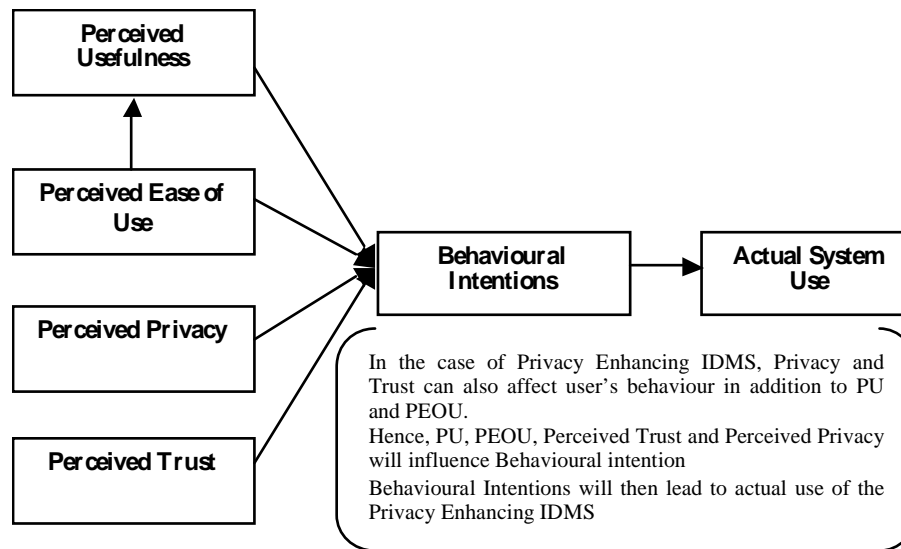 Perceived
Usefulness
Perceived Ease of
Use
Perceived Privacy
Perceived Trust
Behavioural
Intentions
Actual System
Use
In the case of Privacy Enhancing IDMS, Privacy and
Trust can also affect user's behaviour in addition to PU
and PEOU.
Hence, PU, PEOU, Perceived Trust and Perceived Privacy
will influence Behavioural intention
Behavioural Intentions will then lead to actual use of the
Privacy Enhancing IDMS